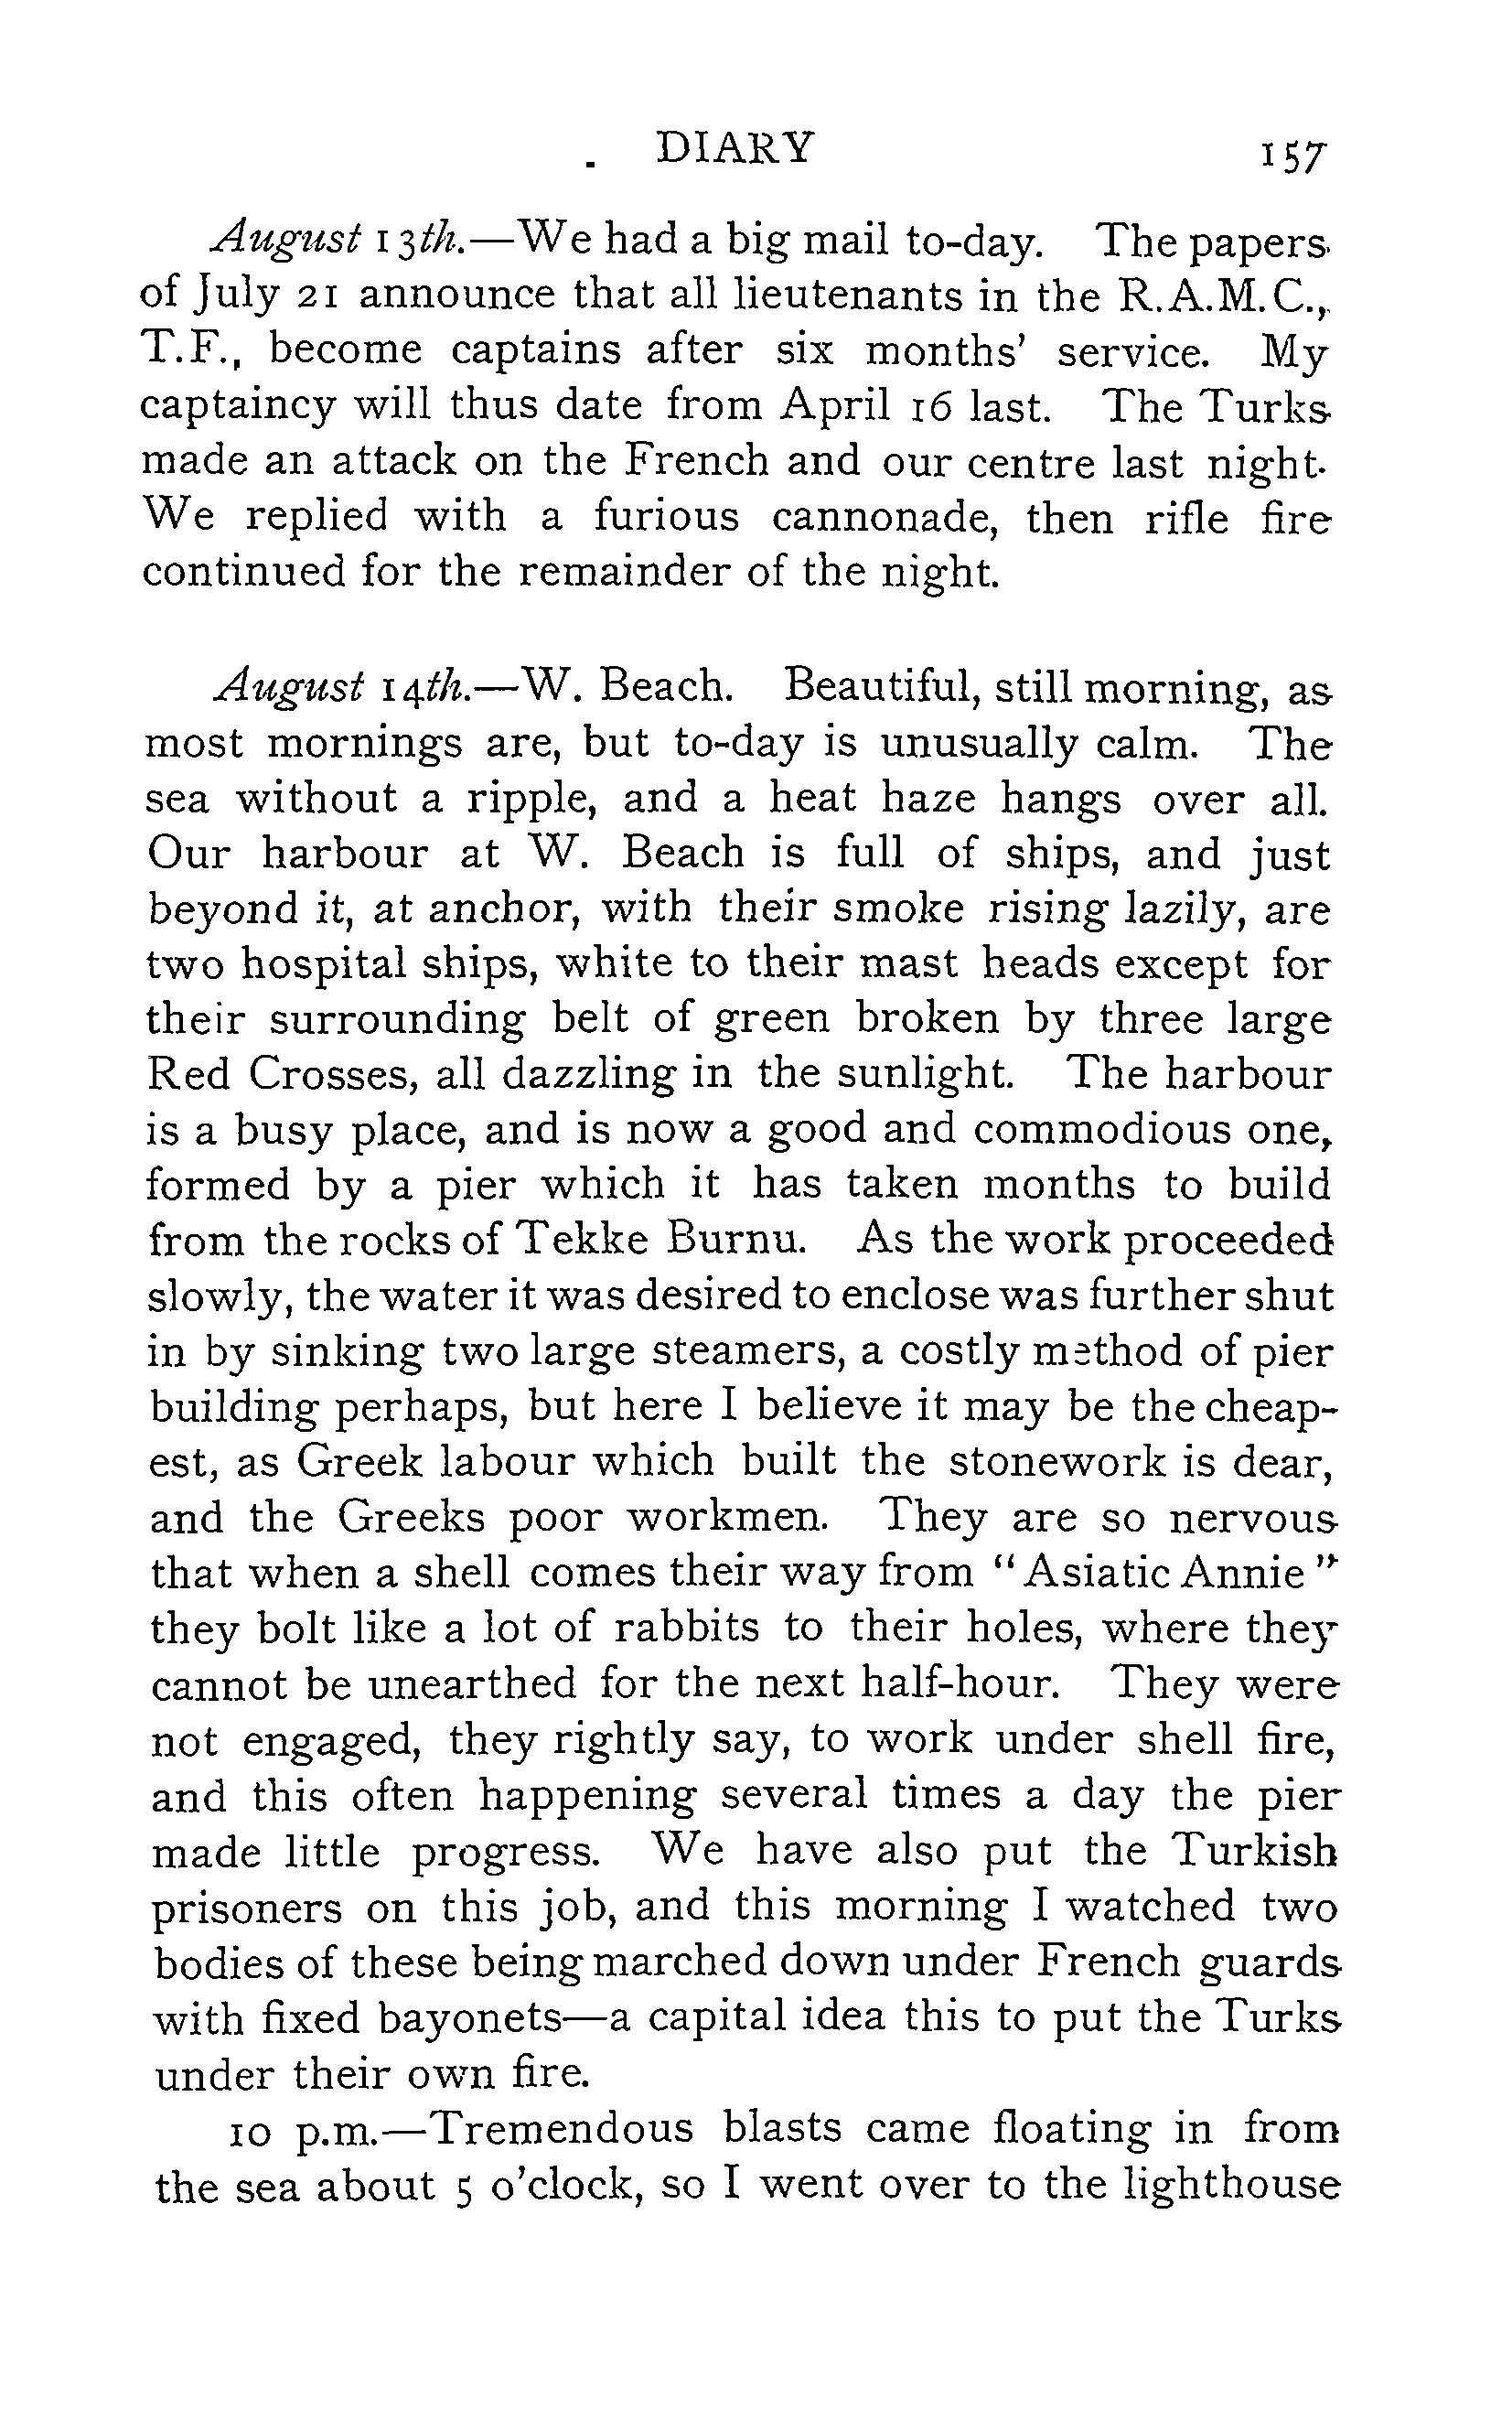 DIARY 157
August 13th.—We had a big mail to-day. The papers
of July 21 announce that all lieutenants in the R.A.M.C.,
T.F., become captains after six months' service. My
captaincy will thus date from April 16 last. The Turks
made an attack on the French and our centre last night.
We replied with a furious cannonade, then rifle fire
continued for the remainder of the night.
August 14th.—W. Beach. Beautiful, still morning, as
most mornings are, but to-day is unusually calm. The
sea without a ripple, and a heat haze hangs over all.
Our harbour at W. Beach is full of ships, and just
beyond it, at anchor, with their smoke rising lazily, are
two hospital ships, white to their mast heads except for
their surrounding belt of green broken by three large
Red Crosses, all dazzling in the sunlight. The harbour
is a busy place, and is now a good and commodious one,
formed by a pier which it has taken months to build
from the rocks of Tekke Burnu. As the work proceeded
slowly, the water it was desired to enclose was further shut
in by sinking two large steamers, a costly method of pier
building perhaps, but here I believe it may be the cheap-
est, as Greek labour which built the stonework is dear,
and the Greeks poor workmen. They are so nervous
that when a shell comes their way from "Asiatic Annie"
they bolt like a lot of rabbits to their holes, where they
cannot be unearthed for the next half-hour. They were
not engaged, they rightly say, to work under shell fire,
and this often happening several times a day the pier
made little progress. We have also put the Turkish
prisoners on this job, and this morning I watched two
bodies of these being marched down under French guards
with fixed bayonets—a capital idea this to put the Turks
under their own fire.
10 p.m.—Tremendous blasts came floating in from
the sea about 5 o'clock, so I went over to the lighthouse